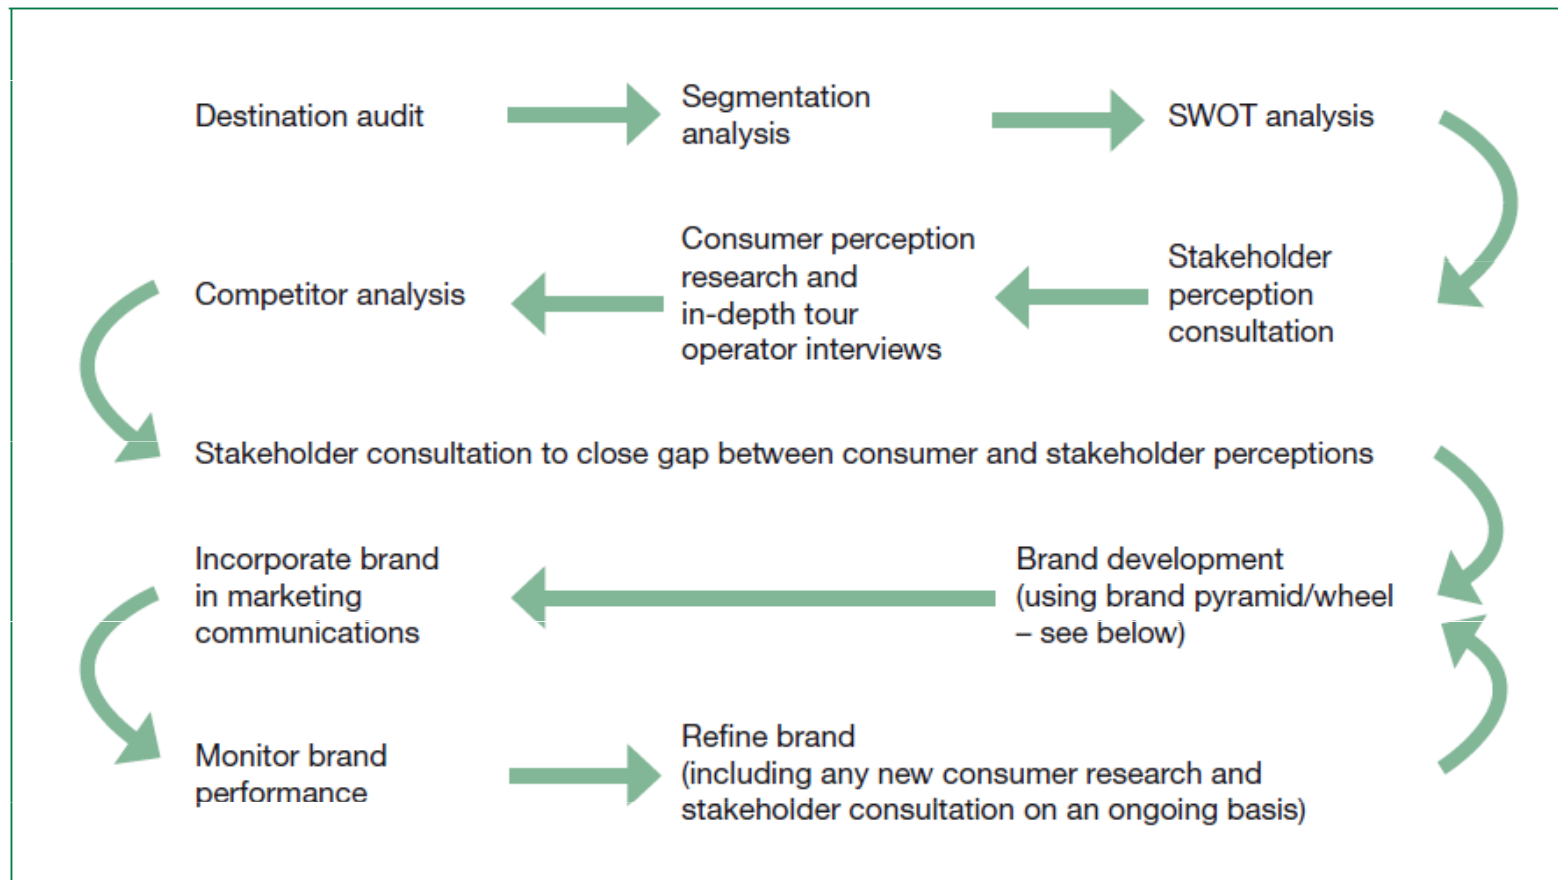 Destination audit
Segmentation
analysis
SWOT analysis
Stakeholder
perception
consultation
Consumer perception
research and
in-depth tour
operator interviews
Competitor analysis
Stakeholder consultation to close gap between consumer and stakeholder perceptions
Brand development
(using brand pyramid/wheel
– see below)
Incorporate brand
in marketing
communications
Monitor brand
performance
Refine brand
(including any new consumer research and
stakeholder consultation on an ongoing basis)